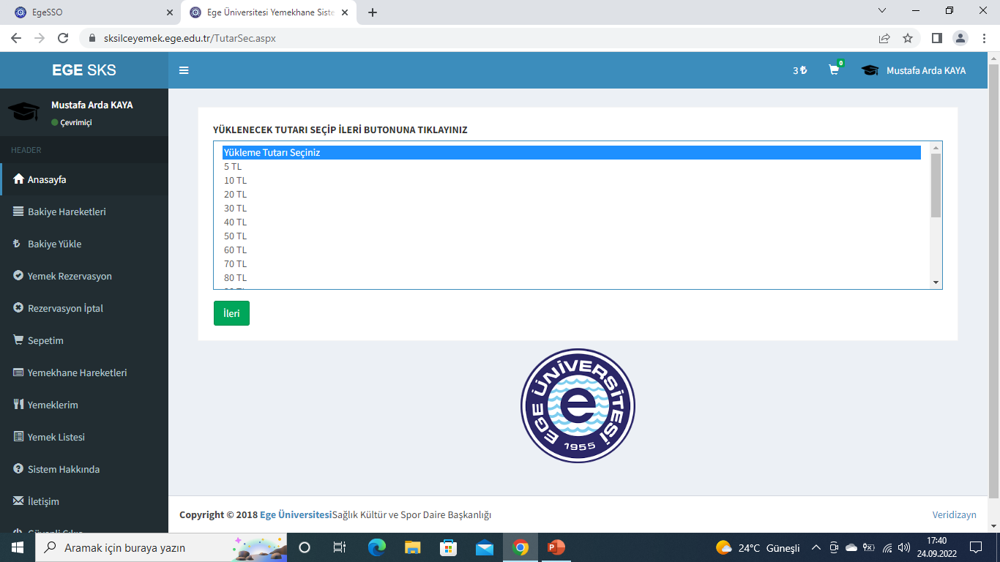 EgeSSO
Ege Üniversitesi Yemekhane Siste
sksilceyemek.ege.edu.tr/TutarSec.aspx
EGE SKS
3 ₺
0
Mustafa Arda KAYA
Mustafa Arda KAYA
Çevrimiçi
HEADER
Anasayfa
Bakiye Hareketleri
Bakiye Yükle
Yemek Rezervasyon
Rezervasyon İptal
Sepetim
Yemekhane Hareketleri
Yemeklerim
Yemek Listesi
Sistem Hakkında
İletişim
YÜKLENECEK TUTARI SEÇİP İLERİ BUTONUNA TIKLAYINIZ
Yükleme Tutarı Seçiniz
5 TL
10 TL
20 TL
30 TL
40 TL
50 TL
60 TL
70 TL
80 TL
İleri
EGE ÜNİVERSİTESİ
e
1955
Copyright © 2018 Ege ÜniversitesiSağlık Kültür ve Spor Daire Başkanlığı
Veridizayn
Aramak için buraya yazın
24°C Güneşli
17:40
24.09.2022